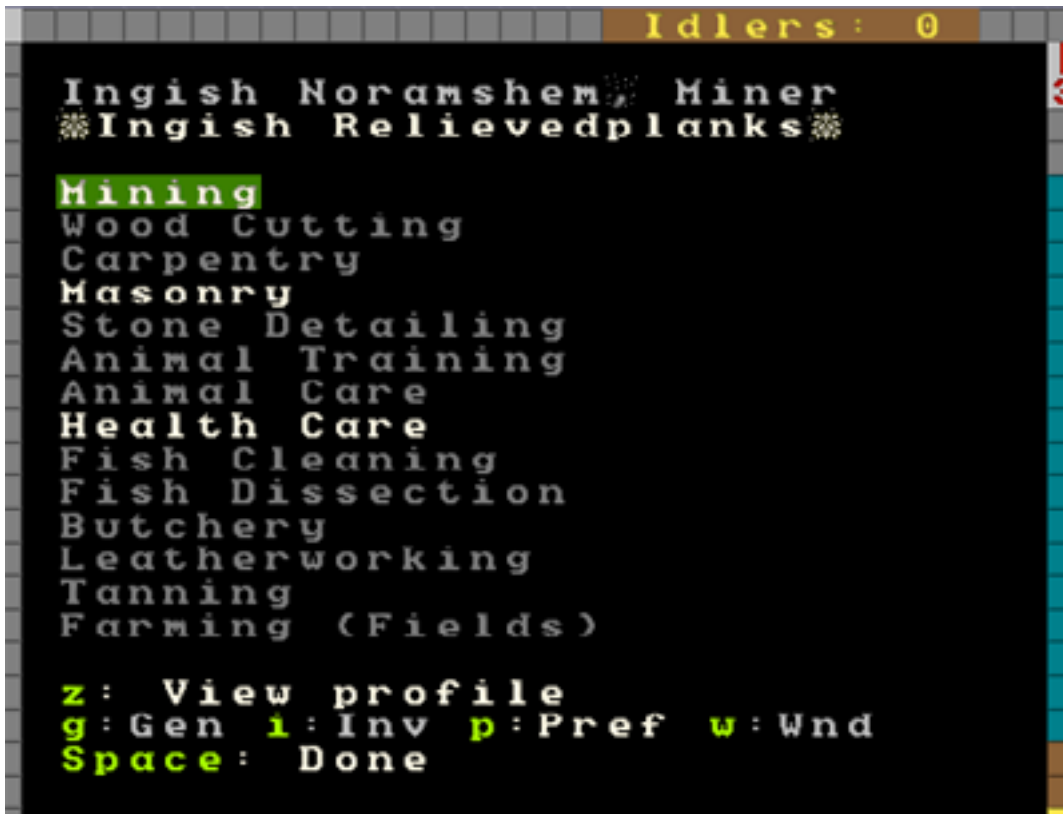 Idlers: 0
Ingish Noramshem, Miner
☼Ingish Relievedplanks☼
Mining
Wood Cutting
Carpentry
Masonry
Stone Detailing
Animal Training
Animal Care
Health Care
Fish Cleaning
Fish Dissection
Butchery
Leatherworking
Tanning
Farming (Fields)
z: View profile
g:Gen i:Inv p:Pref w:Wnd
Space: Done